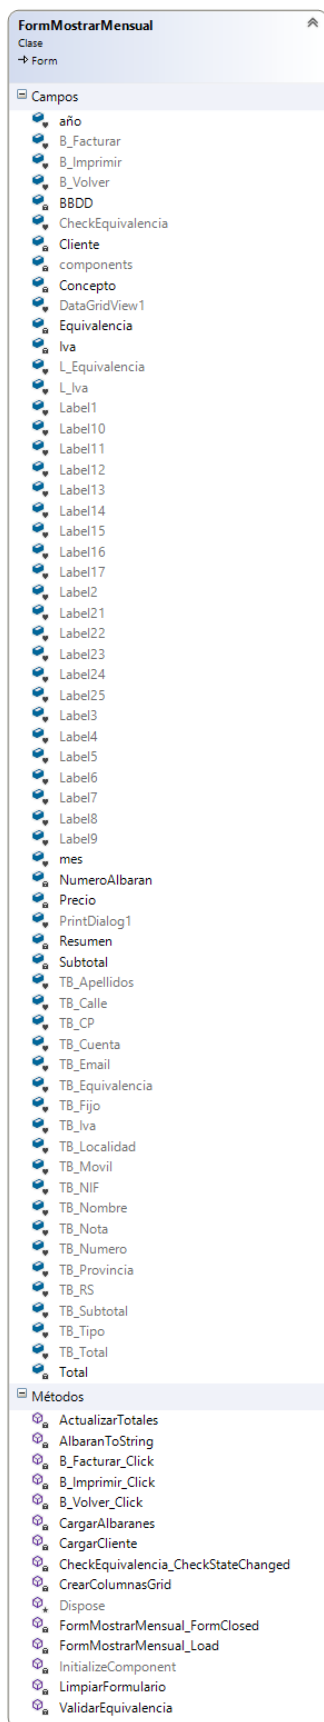 FormMostrarMensual
Clase
Form
Campos
año
B_Facturar
B_Imprimir
B_Volver
BBDD
CheckEquivalencia
Cliente
components
Concepto
DataGridView1
Equivalencia
Iva
L_Equivalencia
L_Iva
Label1
Label10
Label11
Label12
Label13
Label14
Label15
Label16
Label17
Label2
Label21
Label22
Label23
Label24
Label25
Label3
Label4
Label5
Label6
Label7
Label8
Label9
mes
NumeroAlbaran
Precio
PrintDialog1
Resumen
Subtotal
TB_Apellidos
TB_Calle
TB_CP
TB_Cuenta
TB_Email
TB_Equivalencia
TB_Fijo
TB_Iva
TB_Localidad
TB_Movil
TB_NIF
TB_Nombre
TB_Nota
TB_Numero
TB_Provincia
TB_RS
TB_Subtotal
TB_Tipo
TB_Total
Total
Métodos
ActualizarTotales
AlbaranToString
B_Facturar_Click
B_Imprimir_Click
B_Volver_Click
CargarAlbaranes
CargarCliente
CheckEquivalencia_CheckStateChanged
CrearColumnasGrid
Dispose
FormMostrarMensual_FormClosed
FormMostrarMensual_Load
InitializeComponent
LimpiarFormulario
ValidarEquivalencia